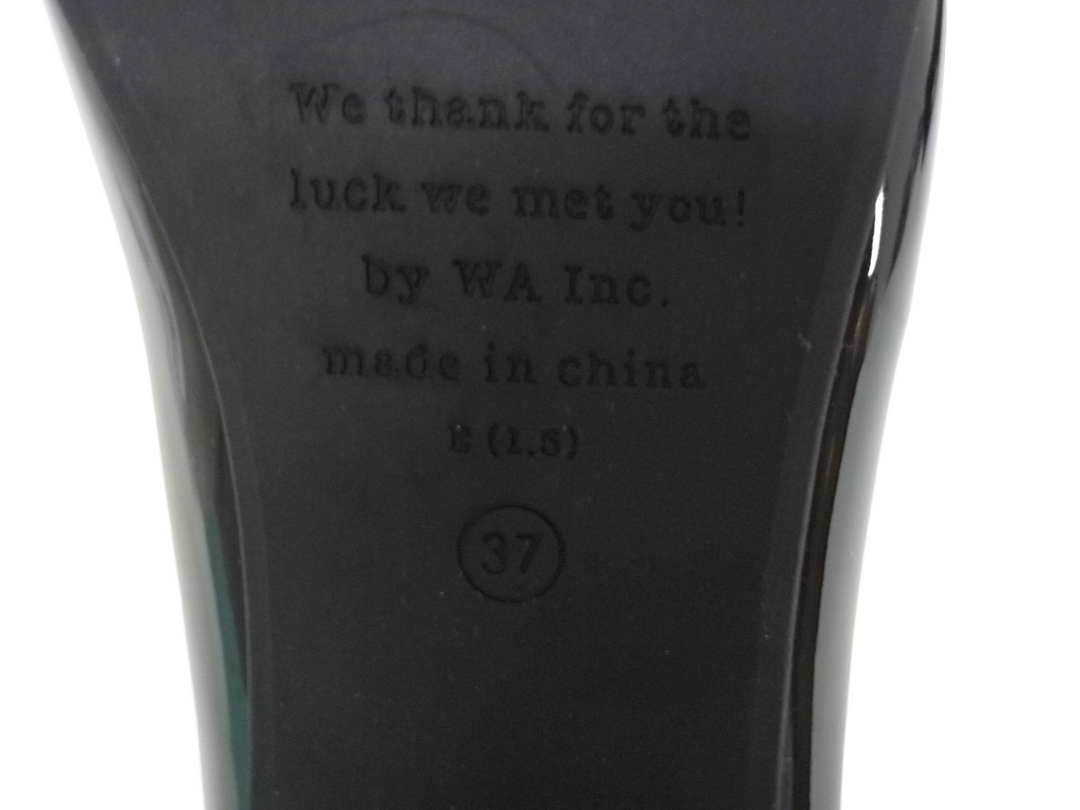 We thank for the
luck we met you!
by WA Inc.
made in china
E (1.5)
37